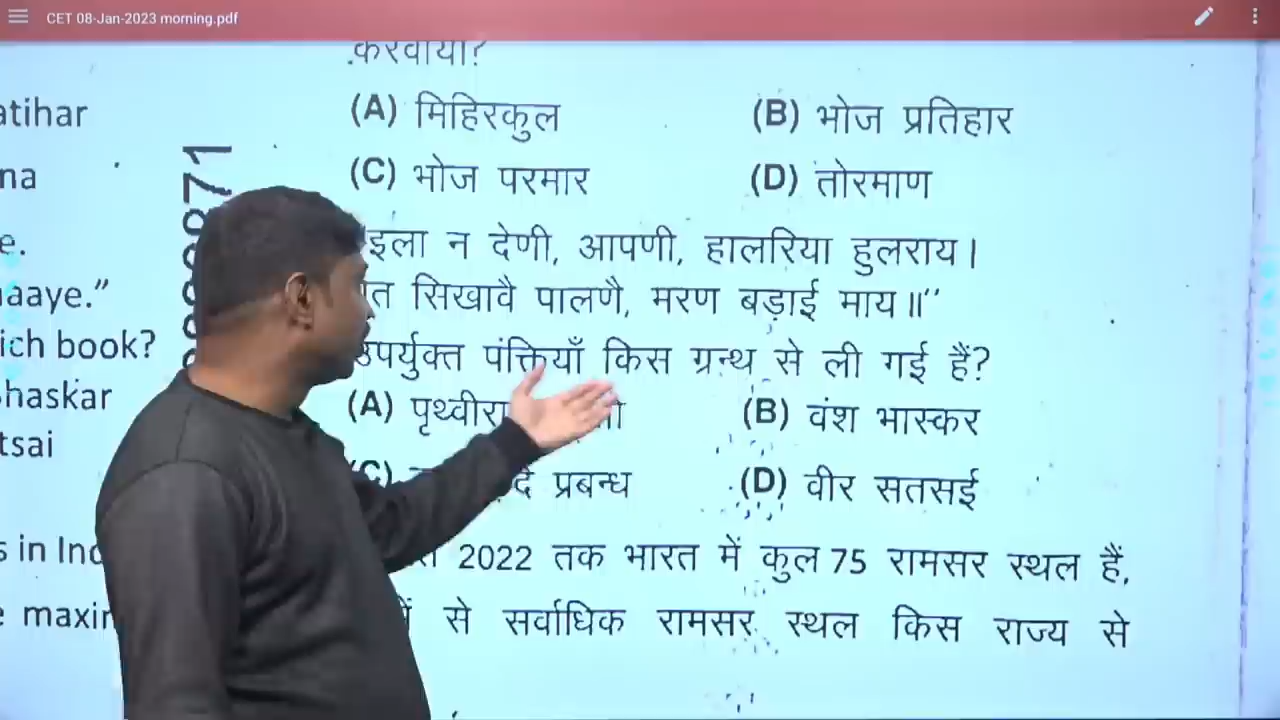 CET 08-Jan-2023 morning.pdf
करवाया?
atihar
(A) मिहिरकुल (B) भोज प्रतिहार
na
(C) भोज परमार (D) तोरमाण
e.
इला न देणी, आपणी, हालरिया हुलराय।
aaye.”
सिखावै पालणै, मरण बड़ाई माय॥”
ich book?
उपर्युक्त पंक्तियाँ किस ग्रन्थ से ली गई हैं?
haskar
(A) (B) वंश भास्कर
tsai
प्रबन्ध (D) वीर सतसई
s in
2022 तक भारत में कुल 75 रामसर स्थल हैं,
से सर्वाधिक रामसर स्थल किस राज्य से